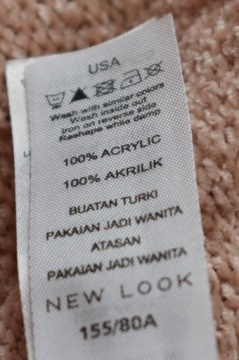 USA
Wash with similar colors
Wash inside out
Iron on reverse side
Reshape while damp
100% ACRYLIC
100% AKRILIK
BUATAN TURKI
PAKAIAN JADI WANITA
ATASAN
PAKAIAN JADI WANITA
NEW LOOK
155/80A